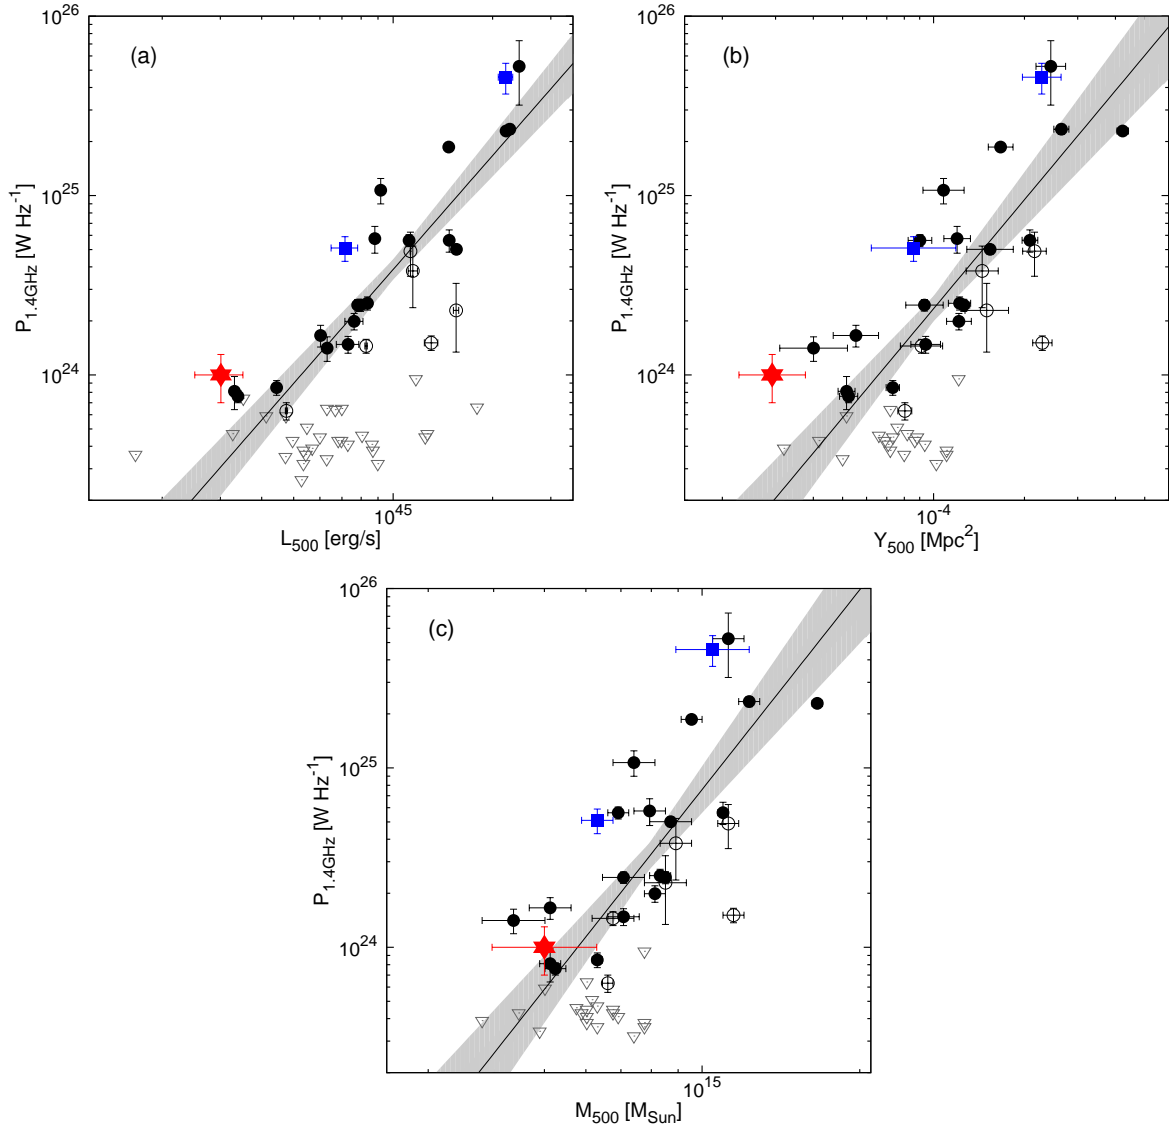 (a)
10^26
10^25
10^24
P_1.4GHz [W Hz^-1]
10^45
L_500 [erg/s]
(b)
10^26
10^25
10^24
P_1.4GHz [W Hz^-1]
10^-4
Y_500 [Mpc^2]
(c)
10^26
10^25
10^24
P_1.4GHz [W Hz^-1]
10^15
M_500 [M_Sun]